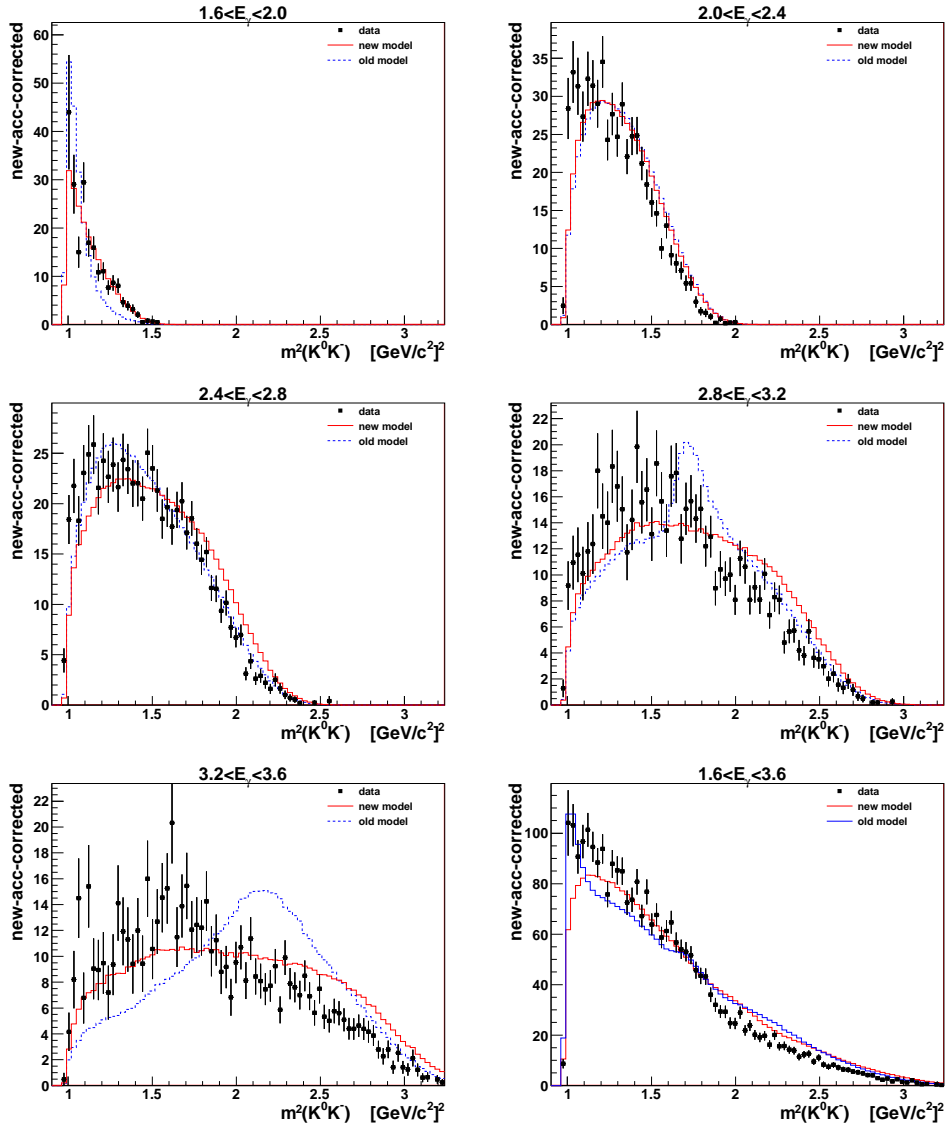 1.6<Eγ<2.0
new-acc-corrected
60
50
40
30
20
10
0
data
new model
old model
1 1.5 2 2.5 3
m²(K⁰K⁻) [GeV/c²]²
2.0<Eγ<2.4
new-acc-corrected
35
30
25
20
15
10
5
0
data
new model
old model
1 1.5 2 2.5 3
m²(K⁰K⁻) [GeV/c²]²
2.4<Eγ<2.8
new-acc-corrected
25
20
15
10
5
0
data
new model
old model
1 1.5 2 2.5 3
m²(K⁰K⁻) [GeV/c²]²
2.8<Eγ<3.2
new-acc-corrected
22
20
18
16
14
12
10
8
6
4
2
0
data
new model
old model
1 1.5 2 2.5 3
m²(K⁰K⁻) [GeV/c²]²
3.2<Eγ<3.6
new-acc-corrected
22
20
18
16
14
12
10
8
6
4
2
0
data
new model
old model
1 1.5 2 2.5 3
m²(K⁰K⁻) [GeV/c²]²
1.6<Eγ<3.6
new-acc-corrected
100
80
60
40
20
0
data
new model
old model
1 1.5 2 2.5 3
m²(K⁰K⁻) [GeV/c²]²